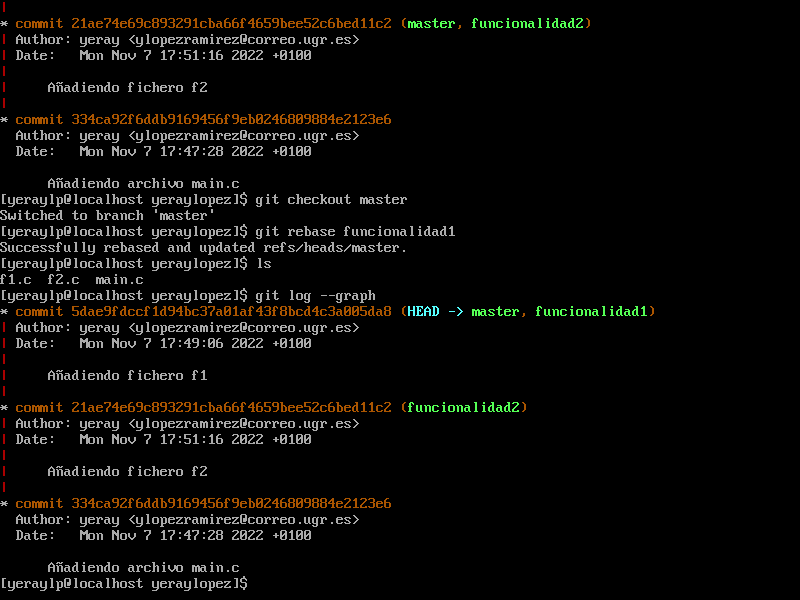 * commit 21ae74e69c893291cba66f4659bee52c6bed11c2 (master, funcionalidad2)
| Author: yeray <ylopezramirez@correo.ugr.es>
| Date:   Mon Nov 7 17:51:16 2022 +0100
|
|     Añadiendo fichero f2
|
* commit 334ca92f6ddb9169456f9eb0246809884e2123e6
  Author: yeray <ylopezramirez@correo.ugr.es>
  Date:   Mon Nov 7 17:47:28 2022 +0100

      Añadiendo archivo main.c
[yeraylp@localhost yeraylopez]$ git checkout master
Switched to branch 'master'
[yeraylp@localhost yeraylopez]$ git rebase funcionalidad1
Successfully rebased and updated refs/heads/master.
[yeraylp@localhost yeraylopez]$ ls
f1.c  f2.c  main.c
[yeraylp@localhost yeraylopez]$ git log --graph
* commit 5dae9fdccf1d94bc37a01af43f8bcd4c3a005da8 (HEAD -> master, funcionalidad1)
| Author: yeray <ylopezramirez@correo.ugr.es>
| Date:   Mon Nov 7 17:49:06 2022 +0100
|
|     Añadiendo fichero f1
|
* commit 21ae74e69c893291cba66f4659bee52c6bed11c2 (funcionalidad2)
| Author: yeray <ylopezramirez@correo.ugr.es>
| Date:   Mon Nov 7 17:51:16 2022 +0100
|
|     Añadiendo fichero f2
|
* commit 334ca92f6ddb9169456f9eb0246809884e2123e6
  Author: yeray <ylopezramirez@correo.ugr.es>
  Date:   Mon Nov 7 17:47:28 2022 +0100

      Añadiendo archivo main.c
[yeraylp@localhost yeraylopez]$